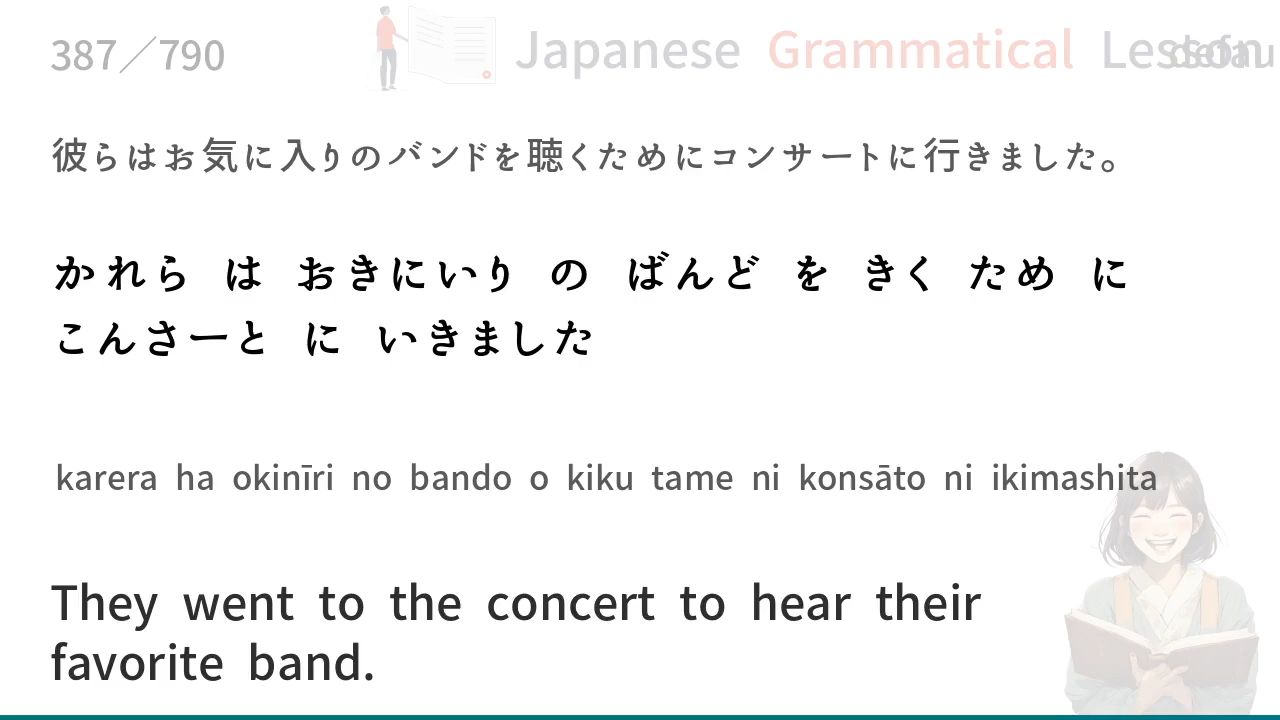 387／790
Japanese Grammatical Lesson
defau
彼らはお気に入りのバンドを聴くためにコンサートに行きました。
かれら は おきにいり の ばんど を きく ため に
こんさーと に いきました
karera ha okinīri no bando o kiku tame ni konsāto ni ikimashita
They went to the concert to hear their
favorite band.